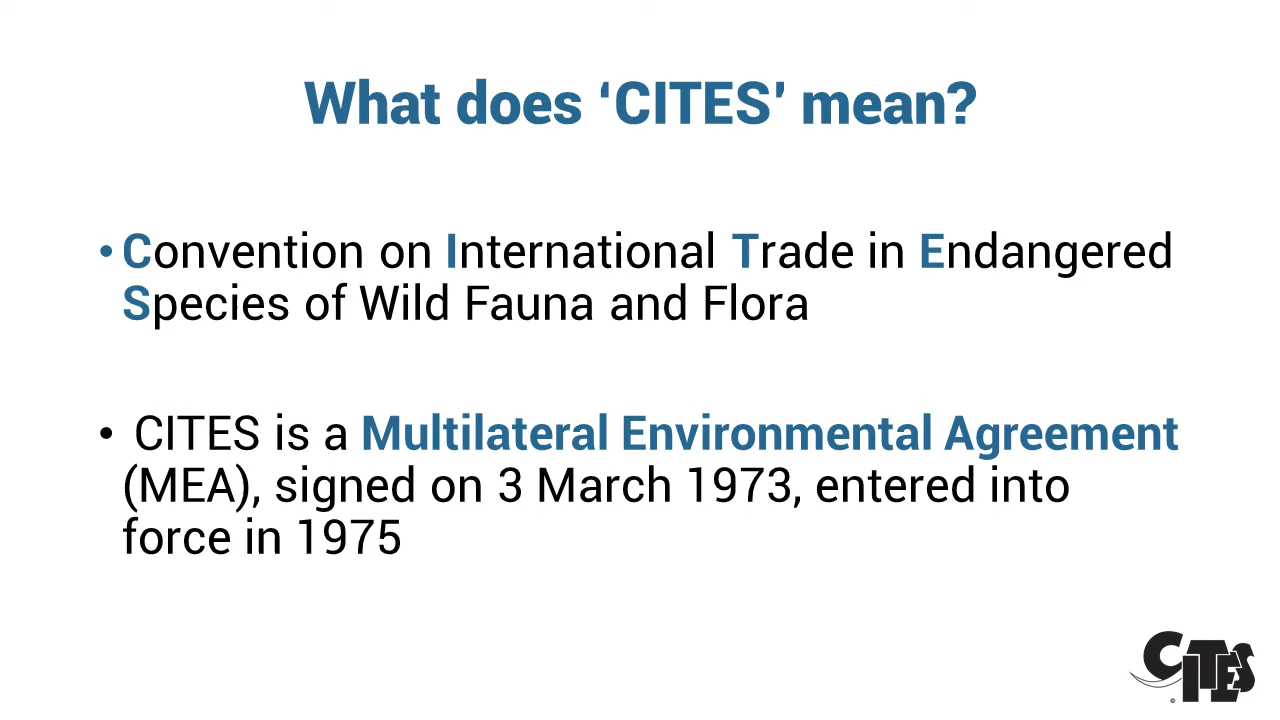 What does ‘CITES’ mean?
• Convention on International Trade in Endangered
Species of Wild Fauna and Flora
• CITES is a Multilateral Environmental Agreement
(MEA), signed on 3 March 1973, entered into
force in 1975
CITES
®